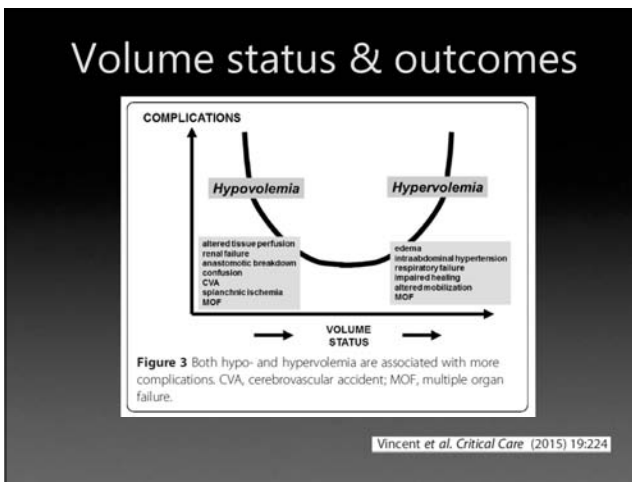 Volume status & outcomes
COMPLICATIONS
Hypovolemia
Hypervolemia
altered tissue perfusion
renal failure
anastomotic breakdown
confusion
CVA
splanchnic ischemia
MOF
edema
intraabdominal hypertension
respiratory failure
impaired healing
altered mobilization
MOF
VOLUME
STATUS
Figure 3 Both hypo- and hypervolemia are associated with more
complications. CVA, cerebrovascular accident; MOF, multiple organ
failure.
Vincent et al. Critical Care (2015) 19:224